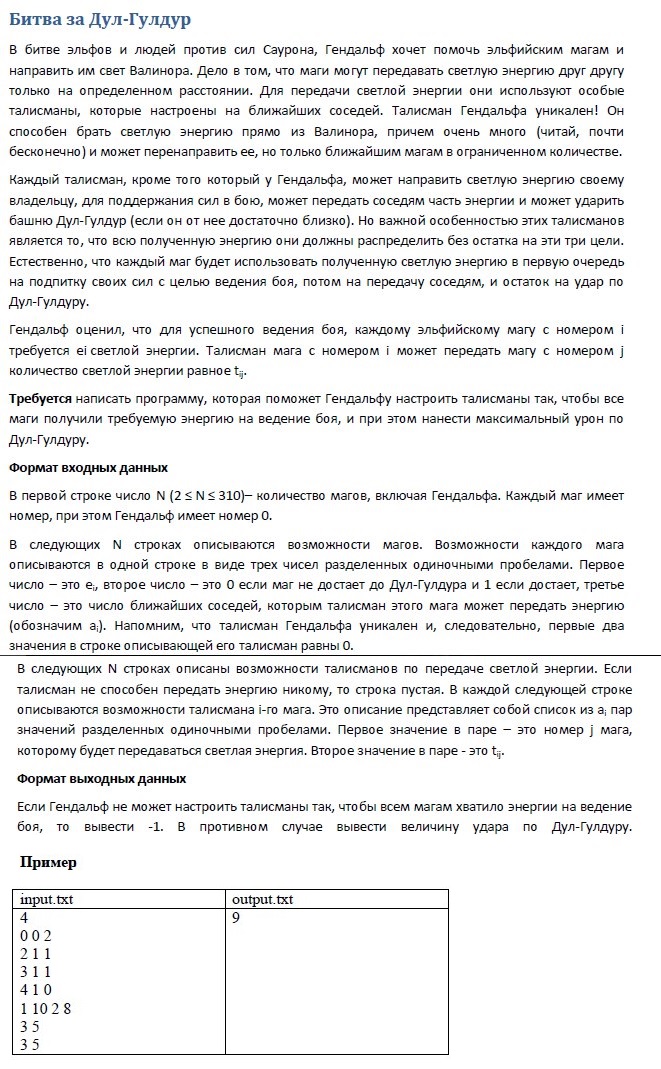 Битва за Дул-Гулдур
В битве эльфов и людей против сил Саурона, Гендальф хочет помочь эльфийским магам и
направить им свет Валинора. Дело в том, что маги могут передавать светлую энергию друг другу
только на определенном расстоянии. Для передачи светлой энергии они используют особые
талисманы, которые настроены на ближайших соседей. Талисман Гендальфа уникален! Он
способен брать светлую энергию прямо из Валинора, причем очень много (читай, почти
бесконечно) и может перенаправить ее, но только ближайшим магам в ограниченном количестве.
Каждый талисман, кроме того который у Гендальфа, может направить светлую энергию своему
владельцу, для поддержания сил в бою, может передать соседям часть энергии и может ударить
башню Дул-Гулдур (если он от нее достаточно близко). Но важной особенностью этих талисманов
является то, что всю полученную энергию они должны распределить без остатка на эти три цели.
Естественно, что каждый маг будет использовать полученную светлую энергию в первую очередь
на подпитку своих сил с целью ведения боя, потом на передачу соседям, и остаток на удар по
Дул-Гулдуру.
Гендальф оценил, что для успешного ведения боя, каждому эльфийскому магу с номером i
требуется ei светлой энергии. Талисман мага с номером i может передать магу с номером j
количество светлой энергии равное tij.
Требуется написать программу, которая поможет Гендальфу настроить талисманы так, чтобы все
маги получили требуемую энергию на ведение боя, и при этом нанести максимальный урон по
Дул-Гулдуру.
Формат входных данных
В первой строке число N (2 ≤ N ≤ 310)– количество магов, включая Гендальфа. Каждый маг имеет
номер, при этом Гендальф имеет номер 0.
В следующих N строках описываются возможности магов. Возможности каждого мага
описываются в одной строке в виде трех чисел разделенных одиночными пробелами. Первое
число – это ei, второе число – это 0 если маг не достает до Дул-Гулдура и 1 если достает, третье
число – это число ближайших соседей, которым талисман этого мага может передать энергию
(обозначим ai). Напомним, что талисман Гендальфа уникален и, следовательно, первые два
значения в строке описывающей его талисман равны 0.
В следующих N строках описаны возможности талисманов по передаче светлой энергии. Если
талисман не способен передать энергию никому, то строка пустая. В каждой следующей строке
описываются возможности талисмана i-го мага. Это описание представляет собой список из ai пар
значений разделенных одиночными пробелами. Первое значение в паре – это номер j мага,
которому будет передаваться светлая энергия. Второе значение в паре - это tij.
Формат выходных данных
Если Гендальф не может настроить талисманы так, чтобы всем магам хватило энергии на ведение
боя, то вывести -1. В противном случае вывести величину удара по Дул-Гулдуру.
Пример
input.txt output.txt
4 9
0 0 2
2 1 1
3 1 1
4 1 0
1 10 2 8
3 5
3 5